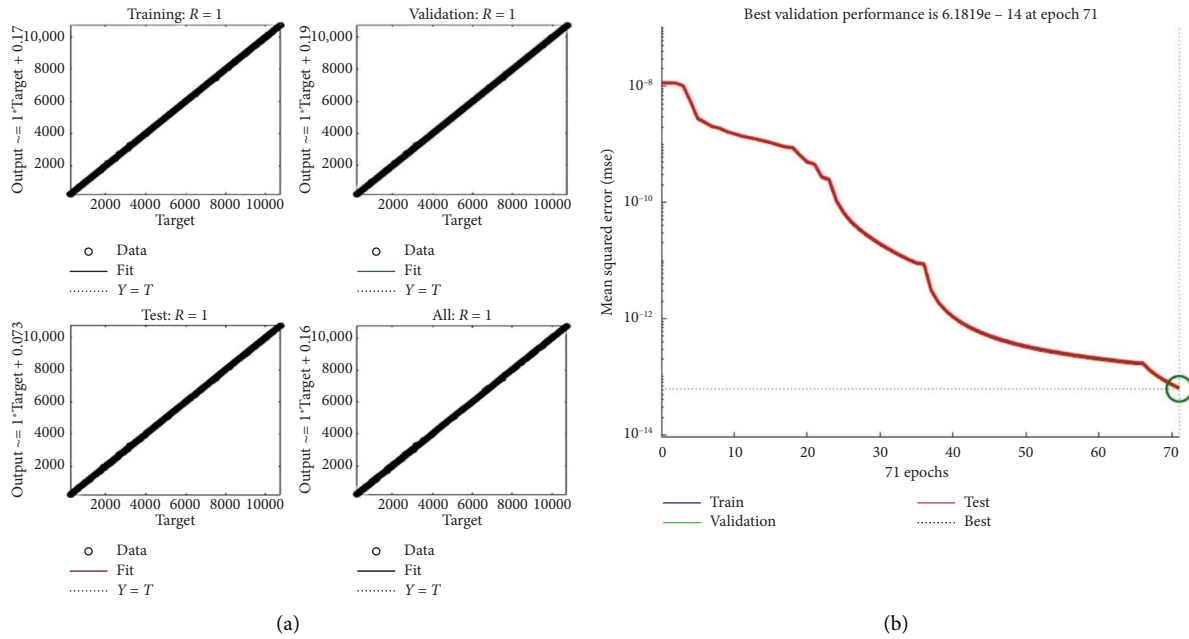 Training: R = 1
Output ~= 1*Target + 0.17
10,000
8000
6000
4000
2000
2000 4000 6000 8000 10000
Target
Data
Fit
Y = T
Validation: R = 1
Output ~= 1*Target + 0.19
10,000
8000
6000
4000
2000
2000 4000 6000 8000 10000
Target
Data
Fit
Y = T
Test: R = 1
Output ~= 1*Target + 0.073
10,000
8000
6000
4000
2000
2000 4000 6000 8000 10000
Target
Data
Fit
Y = T
All: R = 1
Output ~= 1*Target + 0.16
10,000
8000
6000
4000
2000
2000 4000 6000 8000 10000
Target
Data
Fit
Y = T
(a)
Best validation performance is 6.1819e – 14 at epoch 71
Mean squared error (mse)
10⁻⁸
10⁻¹⁰
10⁻¹²
10⁻¹⁴
0 10 20 30 40 50 60 70
71 epochs
Train
Validation
Test
Best
(b)